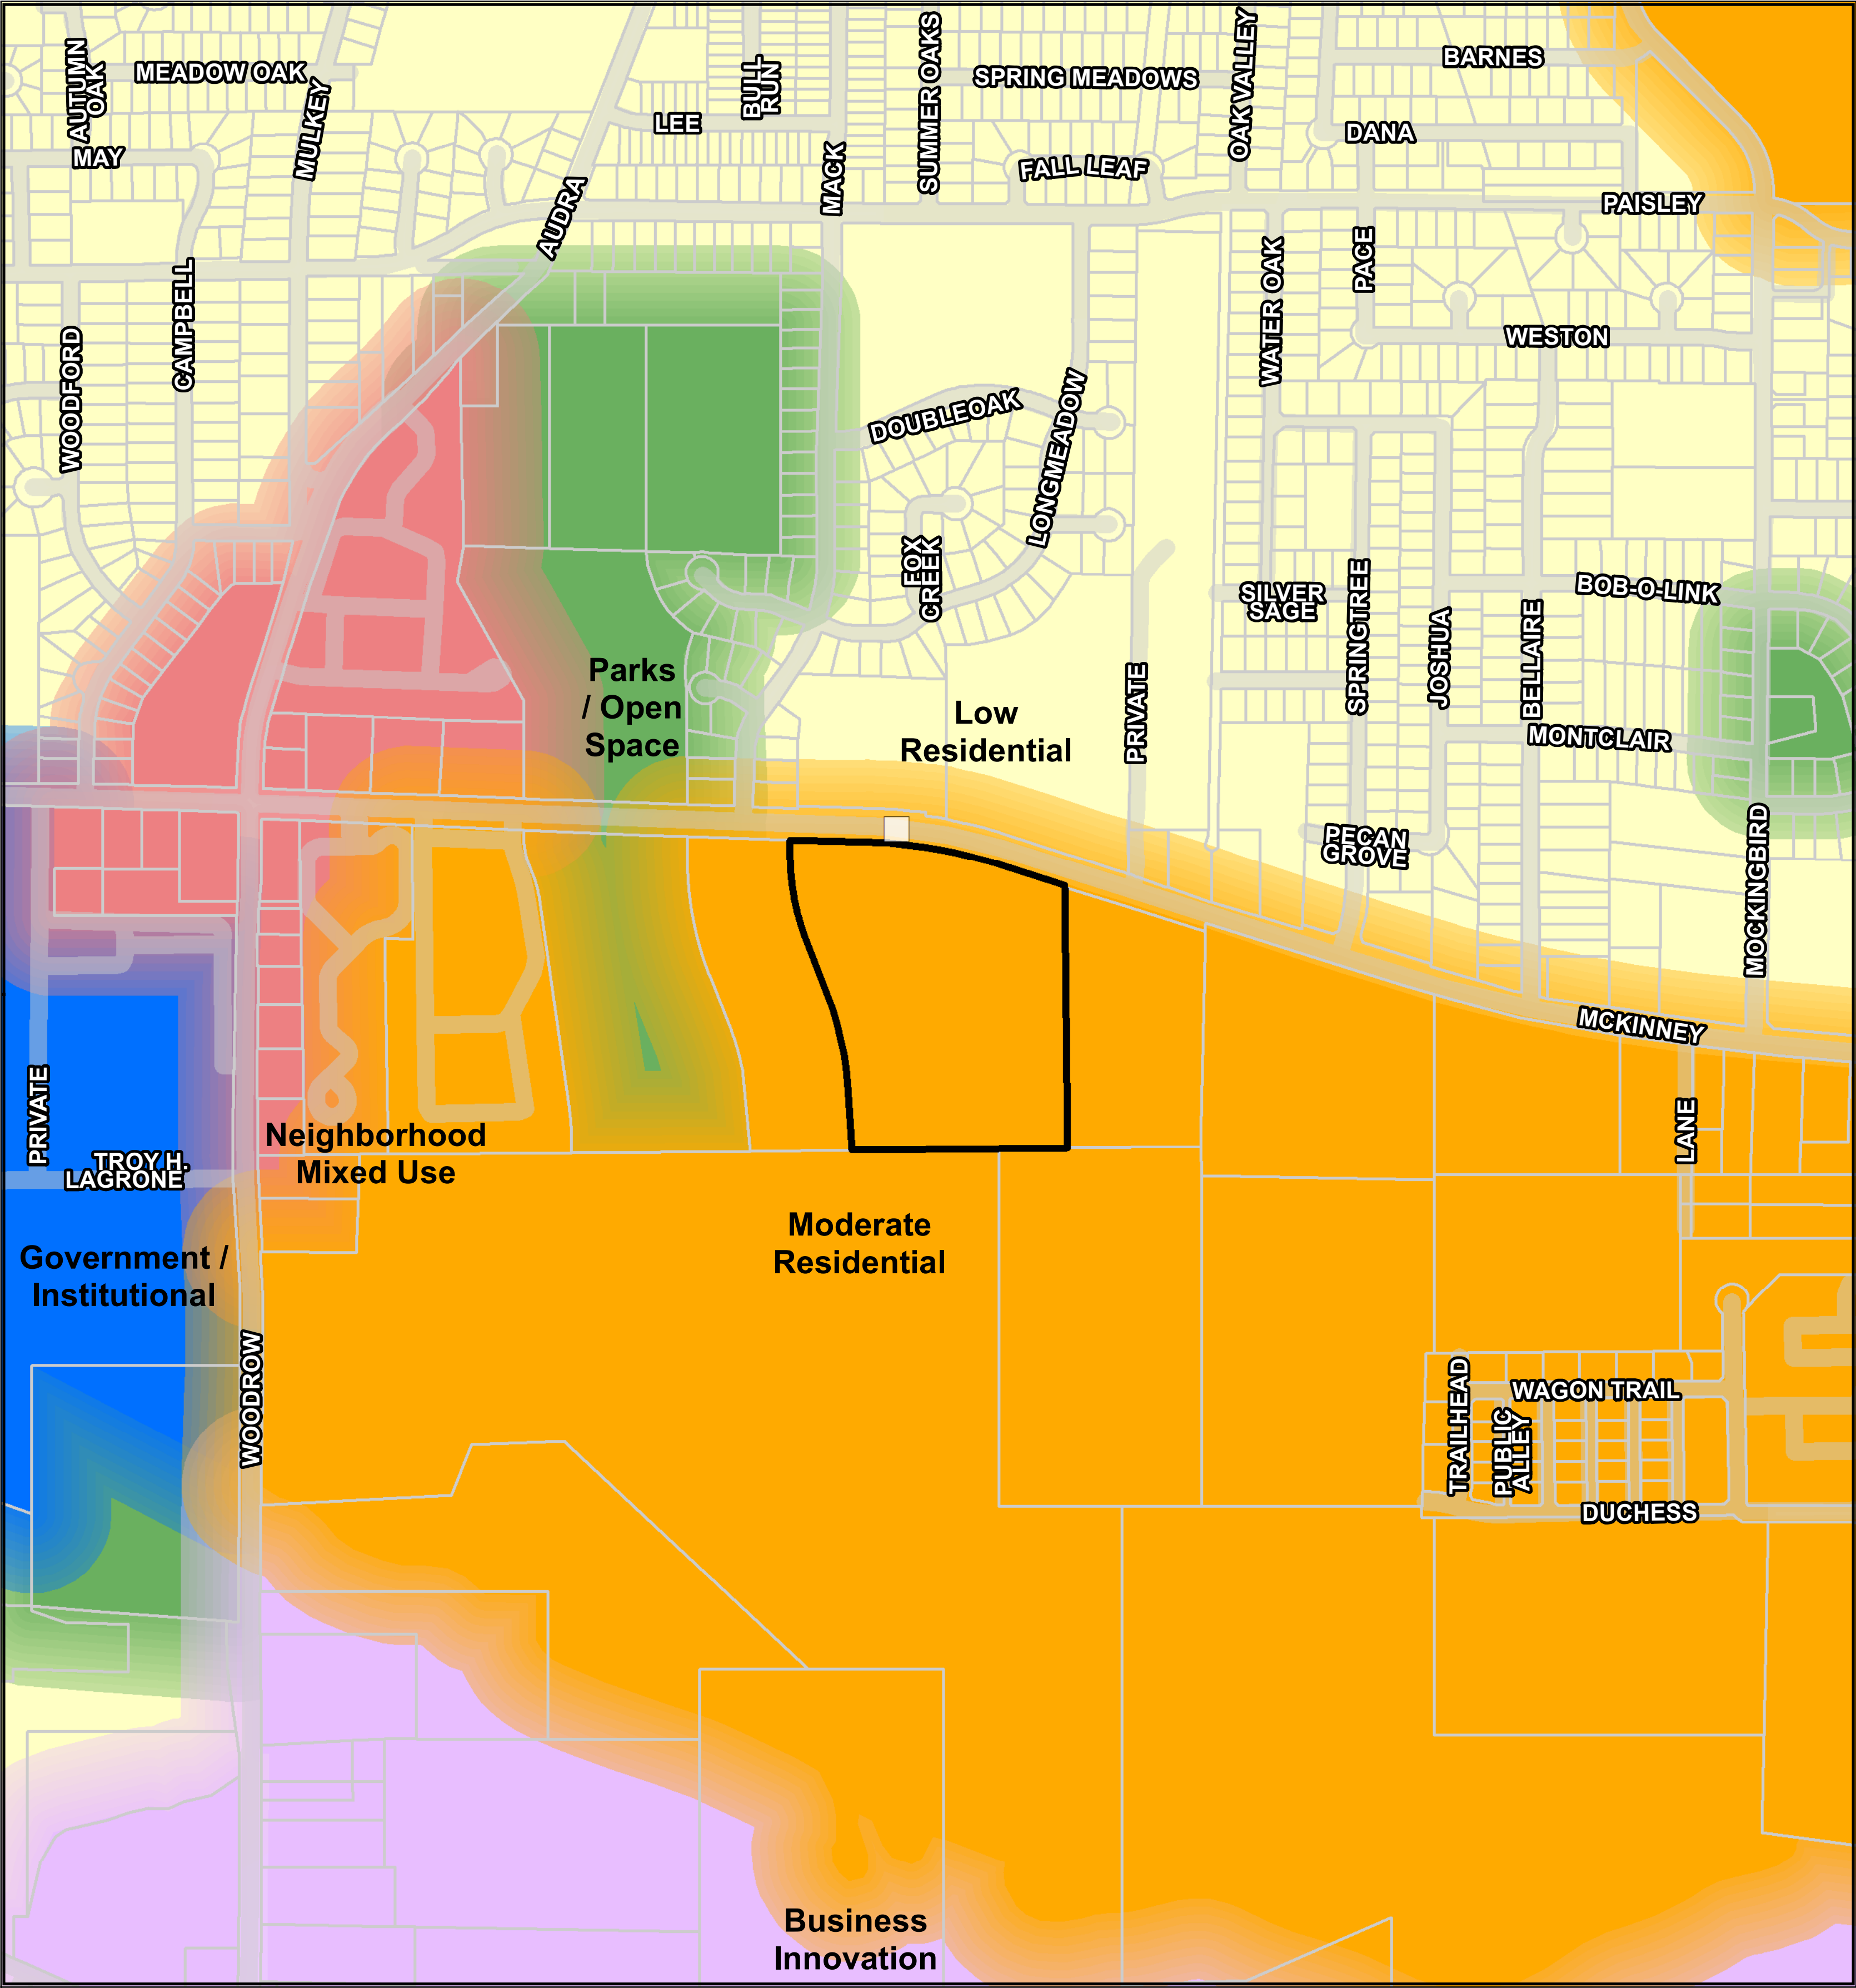 AUTUMN
OAK
MEADOW OAK
MULKEY
MAY
LEE
BULL
RUN
MACK
SUMMER OAKS
SPRING MEADOWS
OAKVALLEY
BARNES
DANA
FALL LEAF
PAISLEY
AUDRA
CAMPBELL
WOODFORD
WATER OAK
PACE
WESTON
DOUBLEOAK
LONGMEADOW
FOX
CREEK
SILVER
SAGE
SPRINGTREE
JOSHUA
BELLAIRE
BOB-O-LINK
MONTCLAIR
Parks
/ Open
Space
Low
Residential
PRIVATE
PECAN
GROVE
MOCKINGBIRD
MCKINNEY
LANE
PRIVATE
TROY H.
LAGRONE
Neighborhood
Mixed Use
Government /
Institutional
Moderate
Residential
WOODROW
TRAILHEAD
WAGON TRAIL
PUBLIC
ALLEY
DUCHESS
Business
Innovation